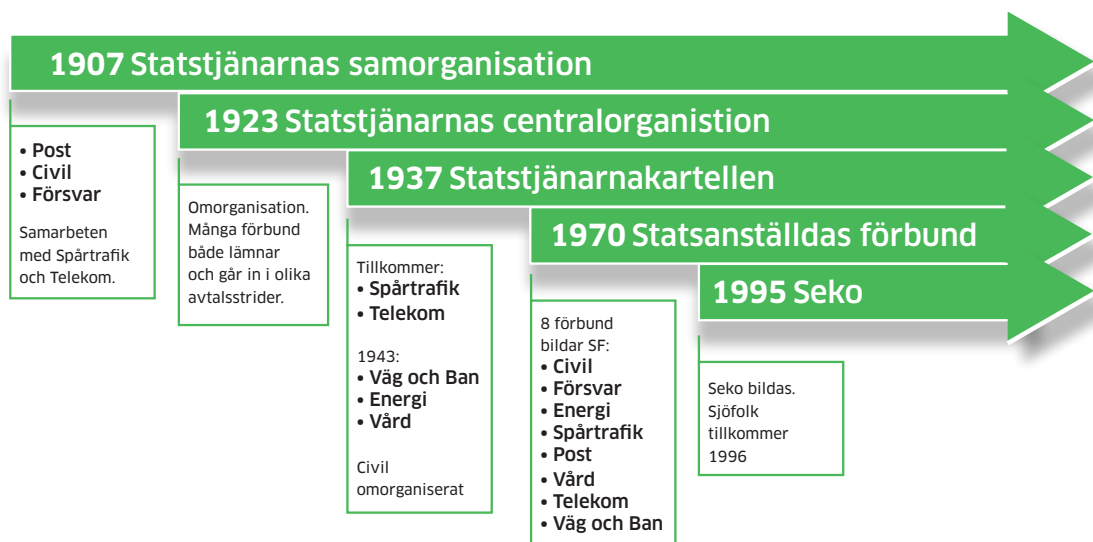 1907 Statstjänarnas samorganisation
1923 Statstjänarnas centralorganistion
1937 Statstjänarnakartellen
1970 Statsanställdas förbund
1995 Seko
• Post
• Civil
• Försvar
Samarbeten
med Spårtrafik
och Telekom.
Omorganisation.
Många förbund
både lämnar
och går in i olika
avtalsstrider.
Tillkommer:
• Spårtrafik
• Telekom
1943:
• Väg och Ban
• Energi
• Vård
Civil
omorganiserat
8 förbund
bildar SF:
• Civil
• Försvar
• Energi
• Spårtrafik
• Post
• Vård
• Telekom
• Väg och Ban
Seko bildas.
Sjöfolk
tillkommer
1996